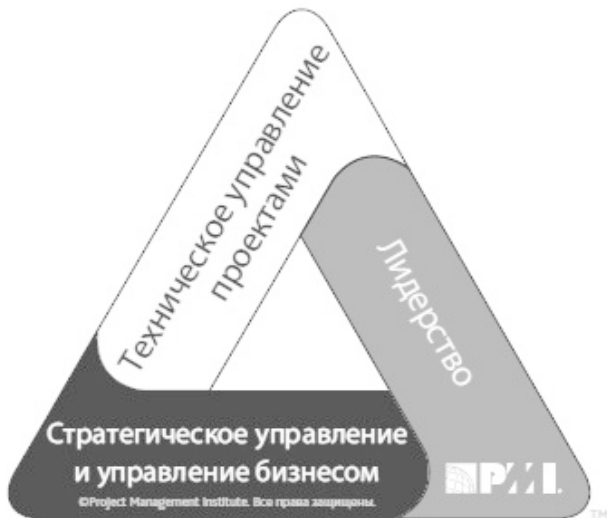 Техническое управление
проектами
Лидерство
Стратегическое управление
и управление бизнесом
©Project Management Institute. Все права защищены.
PMI.
TM